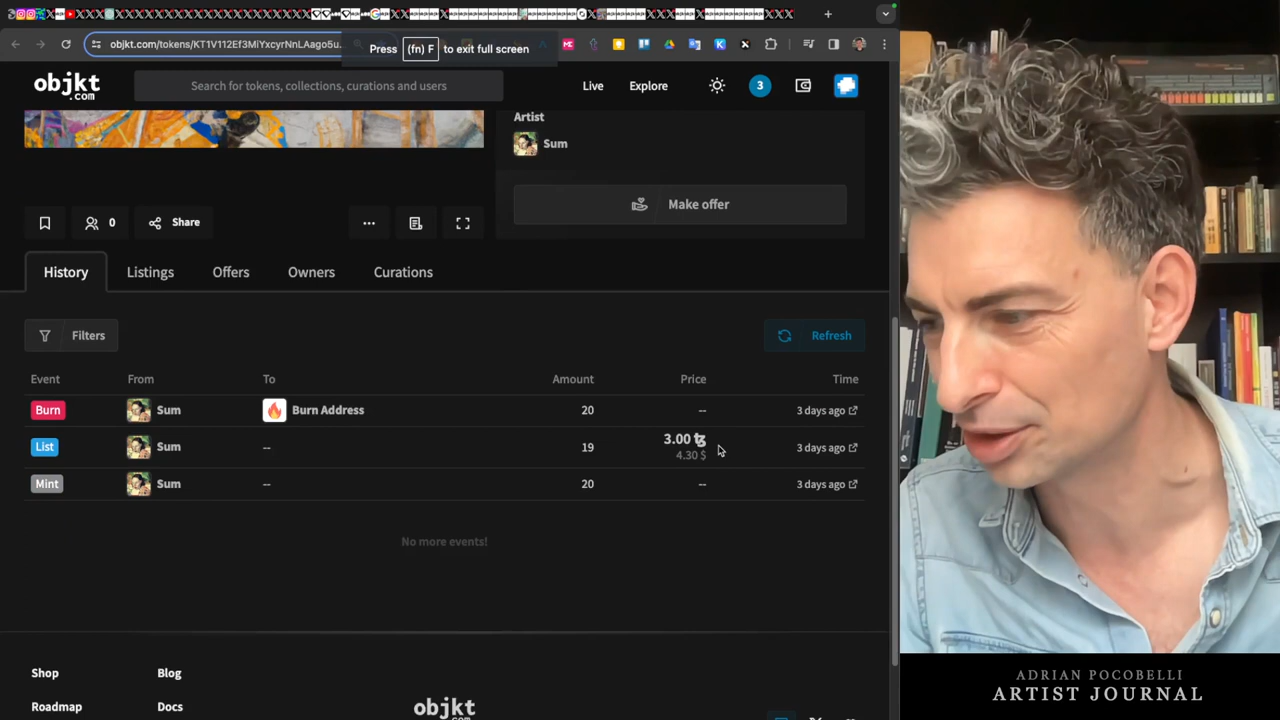 objkt.com/tokens/KT1V112Ef3MiYxcyrNnLAago5u...
Press (fn) F to exit full screen
objkt.com
Search for tokens, collections, curations and users
Live
Explore
3
Artist
Sum
Make offer
0
Share
History
Listings
Offers
Owners
Curations
Filters
Refresh
Event From To Amount Price Time
Burn Sum Burn Address 20 -- 3 days ago
List Sum -- 19 3.00 ꜩ 3 days ago
4.30 $
Mint Sum -- 20 -- 3 days ago
No more events!
Shop
Blog
Roadmap
Docs
objkt
ADRIAN POCOBELLI
ARTIST JOURNAL